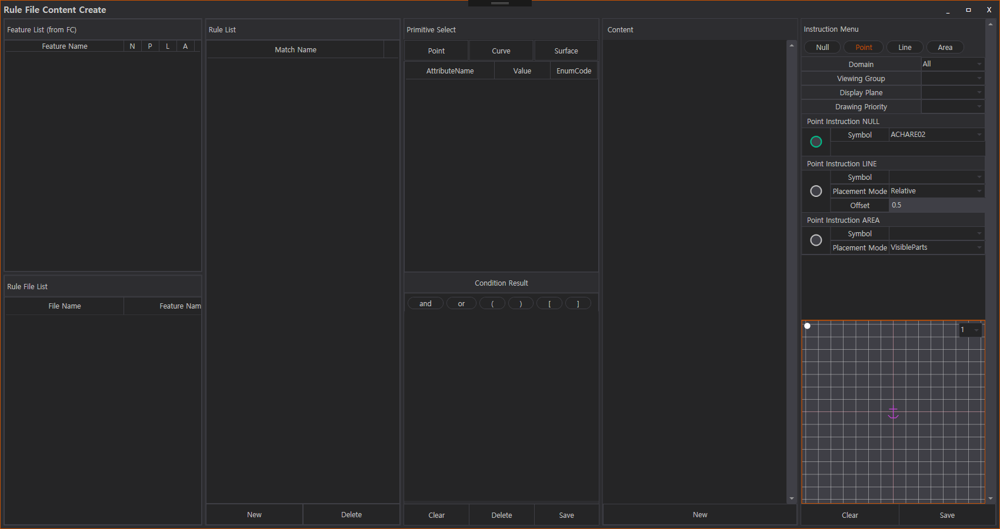 Rule File Content Create
_ X
Feature List (from FC)
Feature Name N P L A
Rule File List
File Name Feature Nam
Rule List
Match Name
New Delete
Primitive Select
Point Curve Surface
AttributeName Value EnumCode
Condition Result
and or ( ) [ ]
Clear Delete Save
Content
New
Instruction Menu
Null Point Line Area
Domain All
Viewing Group
Display Plane
Drawing Priority
Point Instruction NULL
Symbol ACHARE02
Point Instruction LINE
Symbol
Placement Mode Relative
Offset 0.5
Point Instruction AREA
Symbol
Placement Mode VisibleParts
1
Clear Save